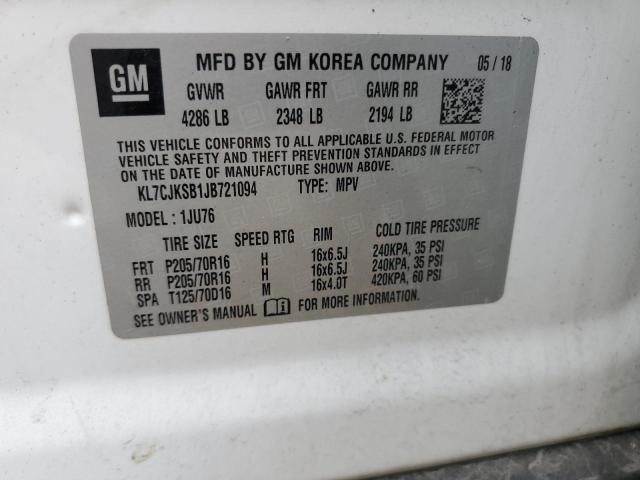 GM
MFD BY GM KOREA COMPANY 05 / 18
GVWR GAWR FRT GAWR RR
4286 LB 2348 LB 2194 LB
THIS VEHICLE CONFORMS TO ALL APPLICABLE U.S. FEDERAL MOTOR
VEHICLE SAFETY AND THEFT PREVENTION STANDARDS IN EFFECT
ON THE DATE OF MANUFACTURE SHOWN ABOVE.
KL7CJKSB1JB721094 TYPE: MPV
MODEL: 1JU76
TIRE SIZE SPEED RTG RIM COLD TIRE PRESSURE
FRT P205/70R16 H 16x6.5J 240KPA, 35 PSI
RR P205/70R16 H 16x6.5J 240KPA, 35 PSI
SPA T125/70D16 M 16x4.0T 420KPA, 60 PSI
SEE OWNER'S MANUAL FOR MORE INFORMATION.